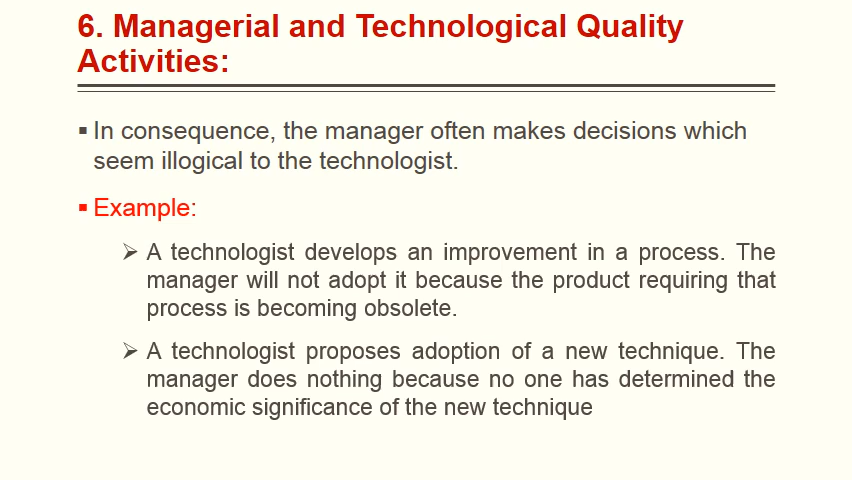 6. Managerial and Technological Quality
Activities:
▪ In consequence, the manager often makes decisions which
seem illogical to the technologist.
▪ Example:
➢ A technologist develops an improvement in a process. The
manager will not adopt it because the product requiring that
process is becoming obsolete.
➢ A technologist proposes adoption of a new technique. The
manager does nothing because no one has determined the
economic significance of the new technique